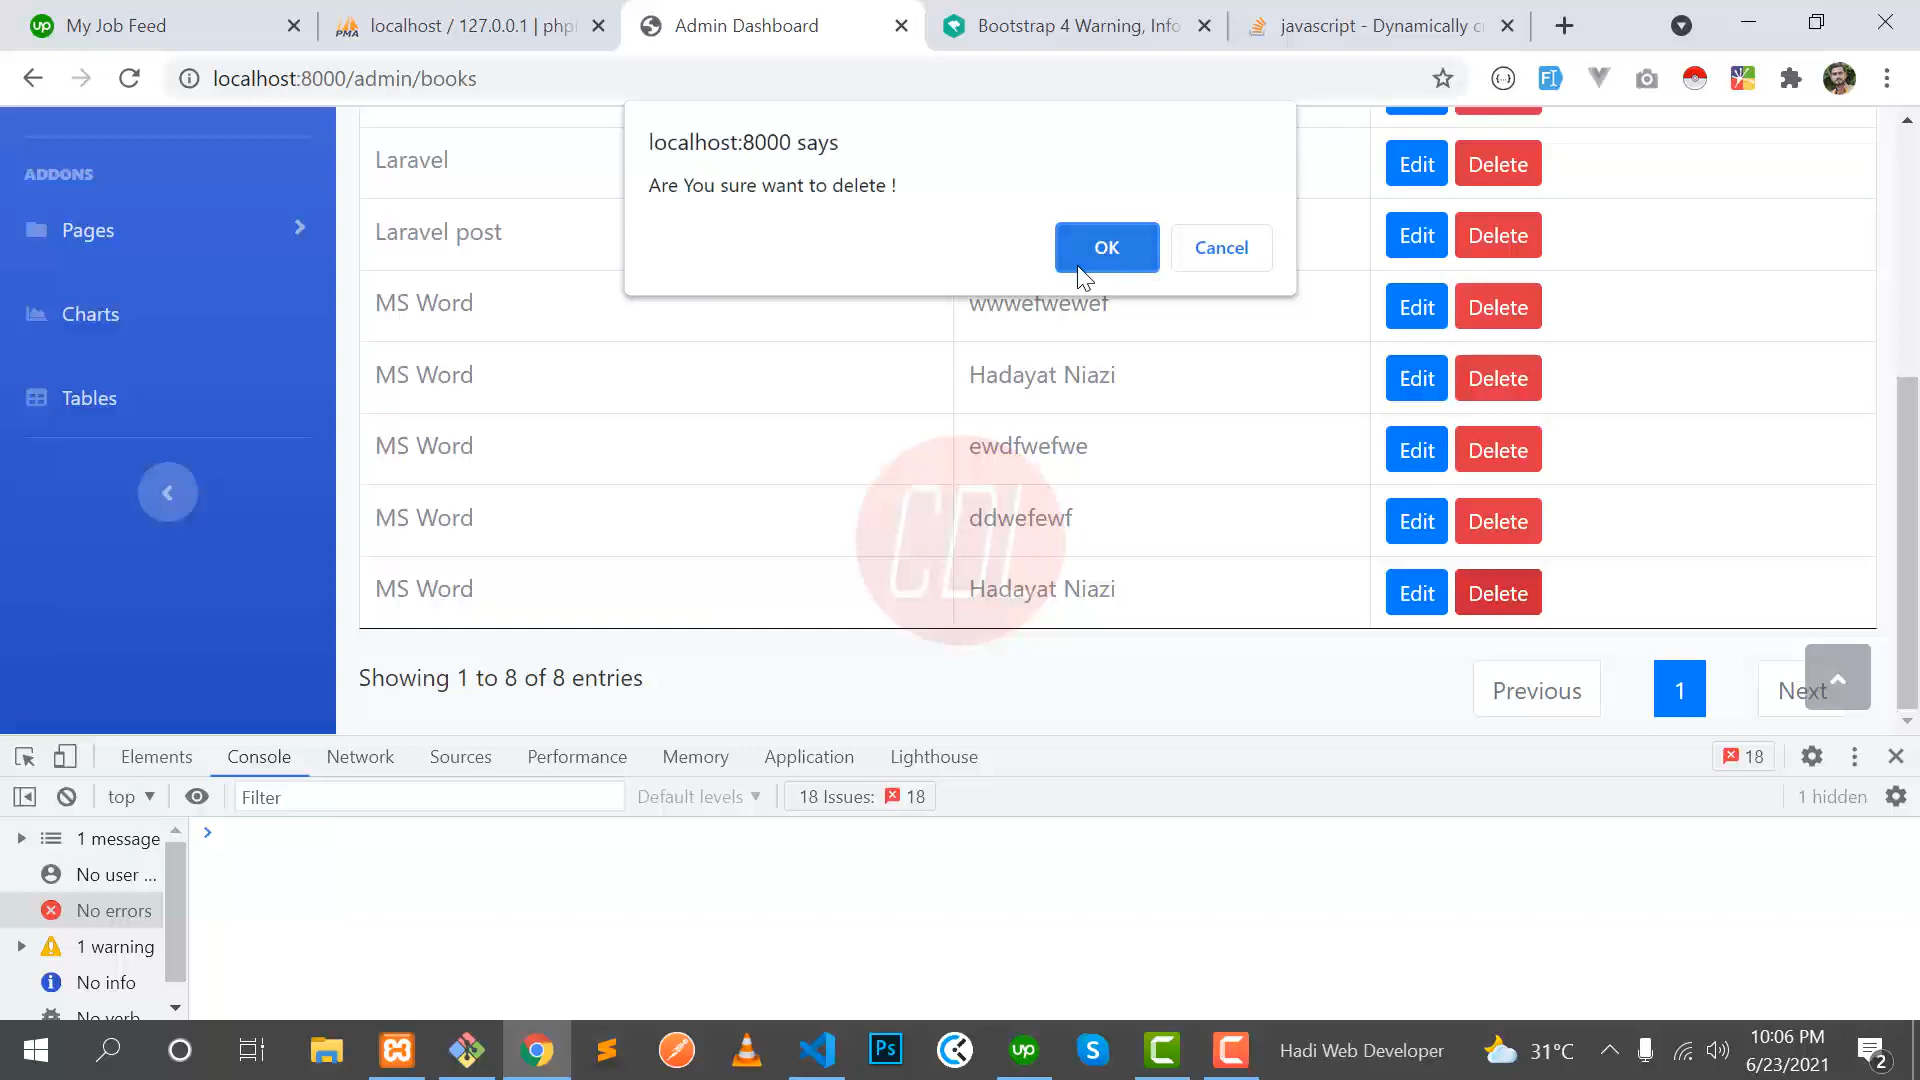 My Job Feed
localhost / 127.0.0.1 | php
Admin Dashboard
Bootstrap 4 Warning, Info
javascript - Dynamically c
localhost:8000/admin/books
localhost:8000 says
Are You sure want to delete !
OK
Cancel
ADDONS
Pages
Charts
Tables
Laravel
Edit
Delete
Laravel post
Edit
Delete
MS Word
wwwefwewef
Edit
Delete
MS Word
Hadayat Niazi
Edit
Delete
MS Word
ewdfwefwe
Edit
Delete
MS Word
ddwefewf
Edit
Delete
MS Word
Hadayat Niazi
Edit
Delete
CDL
Showing 1 to 8 of 8 entries
Previous
1
Next
Elements
Console
Network
Sources
Performance
Memory
Application
Lighthouse
18
top
Filter
Default levels
18 Issues:
18
1 hidden
1 message
No user ...
No errors
1 warning
No info
No verb
Hadi Web Developer
31°C
10:06 PM
6/23/2021
2